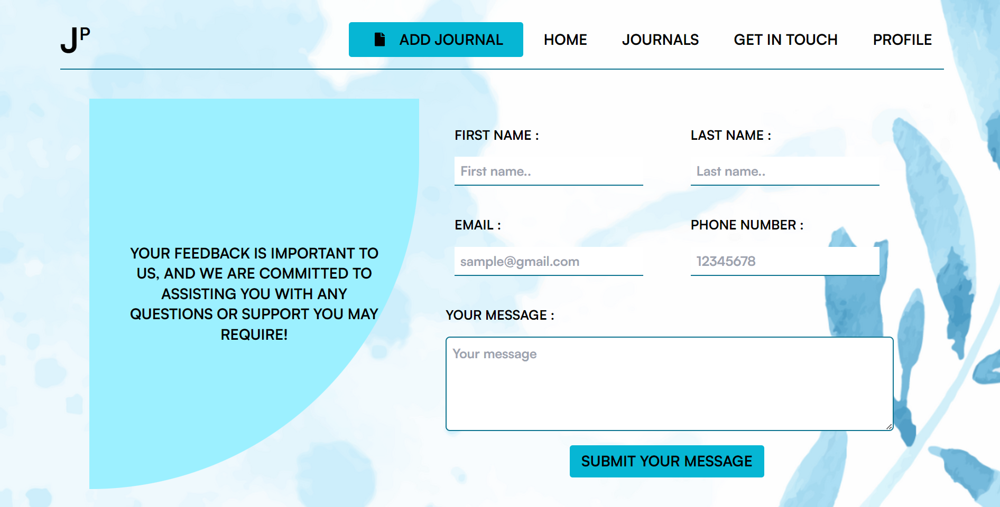 JP
ADD JOURNAL HOME JOURNALS GET IN TOUCH PROFILE
YOUR FEEDBACK IS IMPORTANT TO
US, AND WE ARE COMMITTED TO
ASSISTING YOU WITH ANY
QUESTIONS OR SUPPORT YOU MAY
REQUIRE!
FIRST NAME :
First name..
LAST NAME :
Last name..
EMAIL :
sample@gmail.com
PHONE NUMBER :
12345678
YOUR MESSAGE :
Your message
SUBMIT YOUR MESSAGE